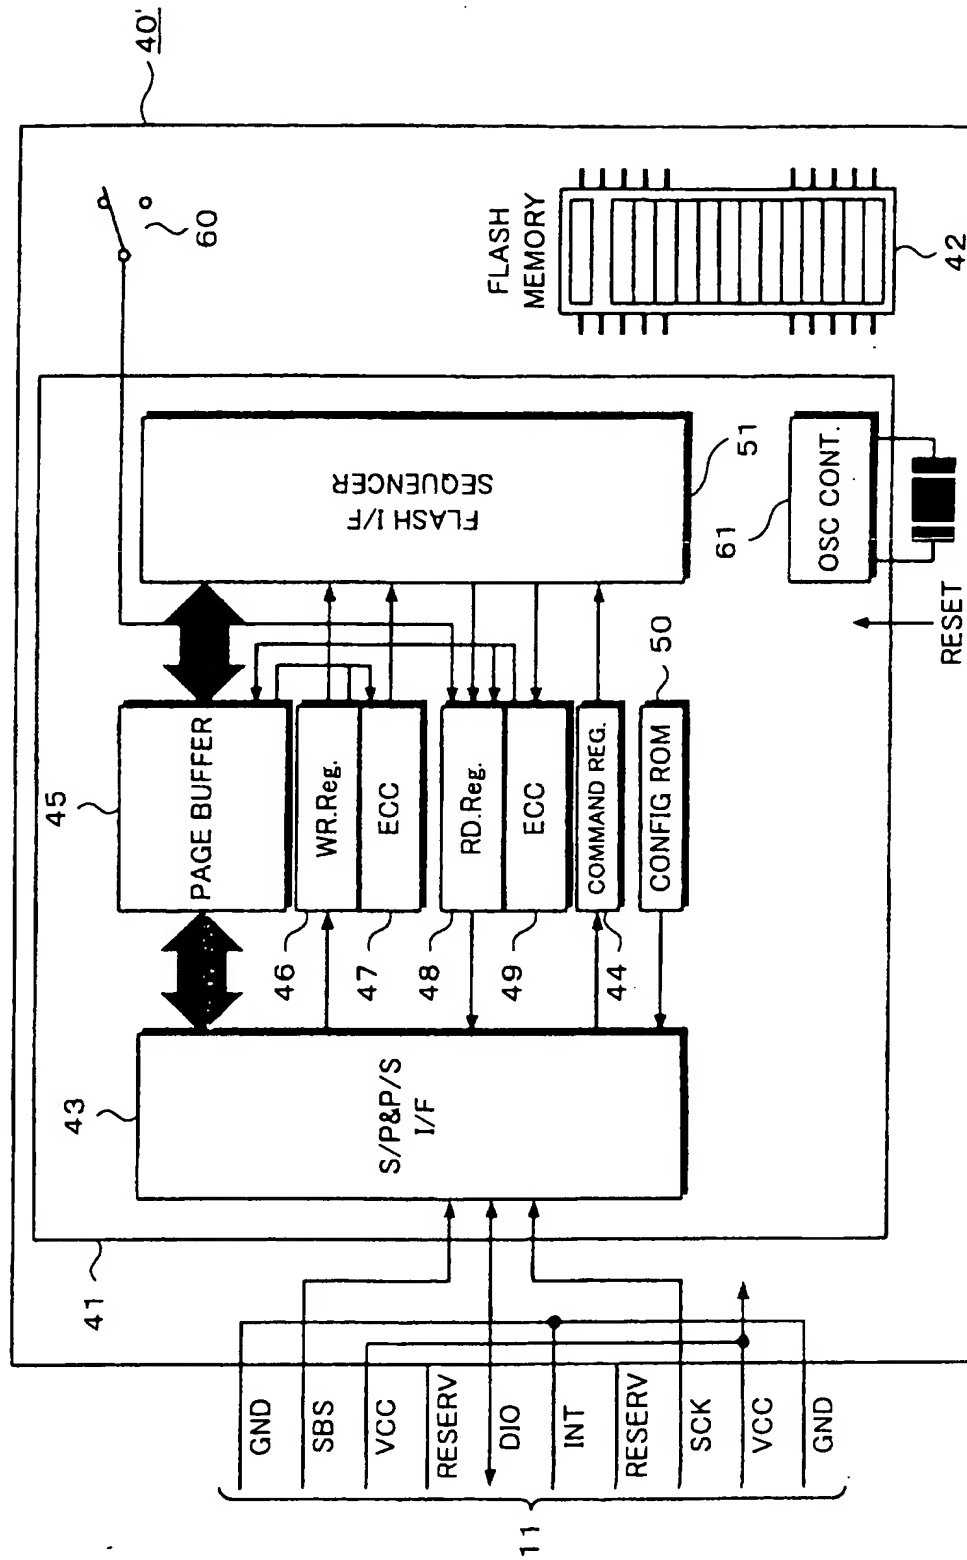 40'
60
FLASH
MEMORY
42
41
43
S/P&P/S
I/F
45
PAGE BUFFER
46
WR.Reg.
47
ECC
48
RD.Reg.
49
ECC
44
COMMAND REG.
50
CONFIG ROM
FLASH I/F
SEQUENCER
51
61
OSC CONT.
RESET
GND
SBS
VCC
RESERV
DIO
INT
RESERV
SCK
VCC
GND
11